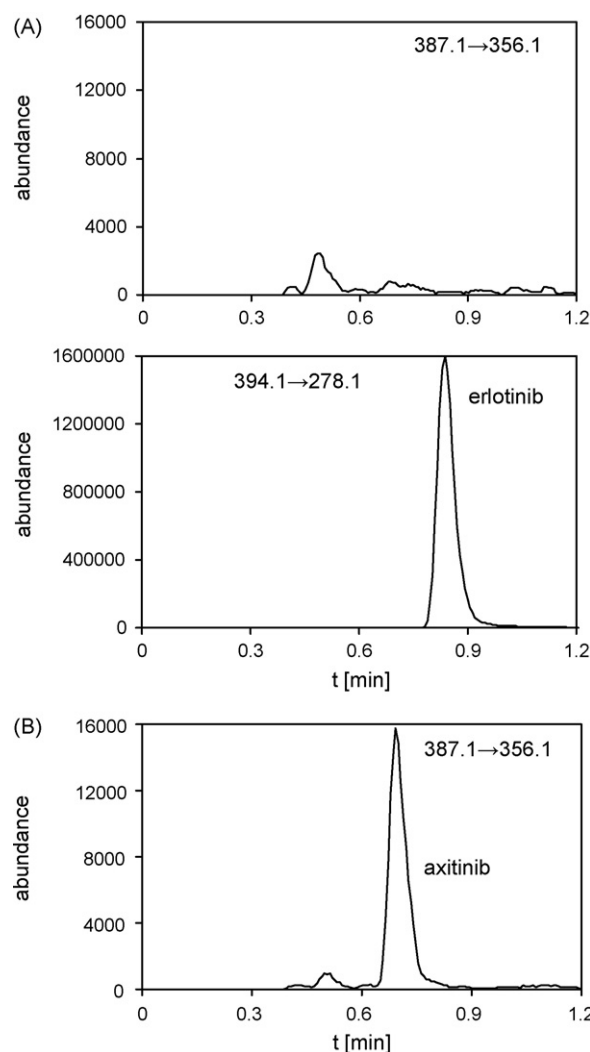 (A)
16000
387.1→356.1
12000
abundance
8000
4000
0
0 0.3 0.6 0.9 1.2
1600000
394.1→278.1
erlotinib
1200000
abundance
800000
400000
0
0 0.3 0.6 0.9 1.2
t [min]
(B)
16000
387.1→356.1
12000
abundance
8000
axitinib
4000
0
0 0.3 0.6 0.9 1.2
t [min]